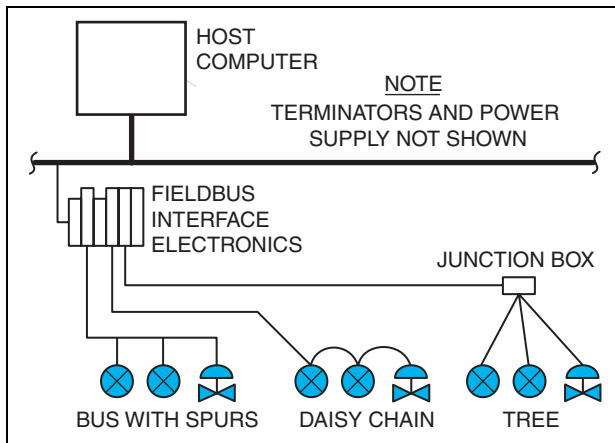 HOST
COMPUTER
NOTE
TERMINATORS AND POWER
SUPPLY NOT SHOWN
FIELDBUS
INTERFACE
ELECTRONICS
JUNCTION BOX
BUS WITH SPURS
DAISY CHAIN
TREE